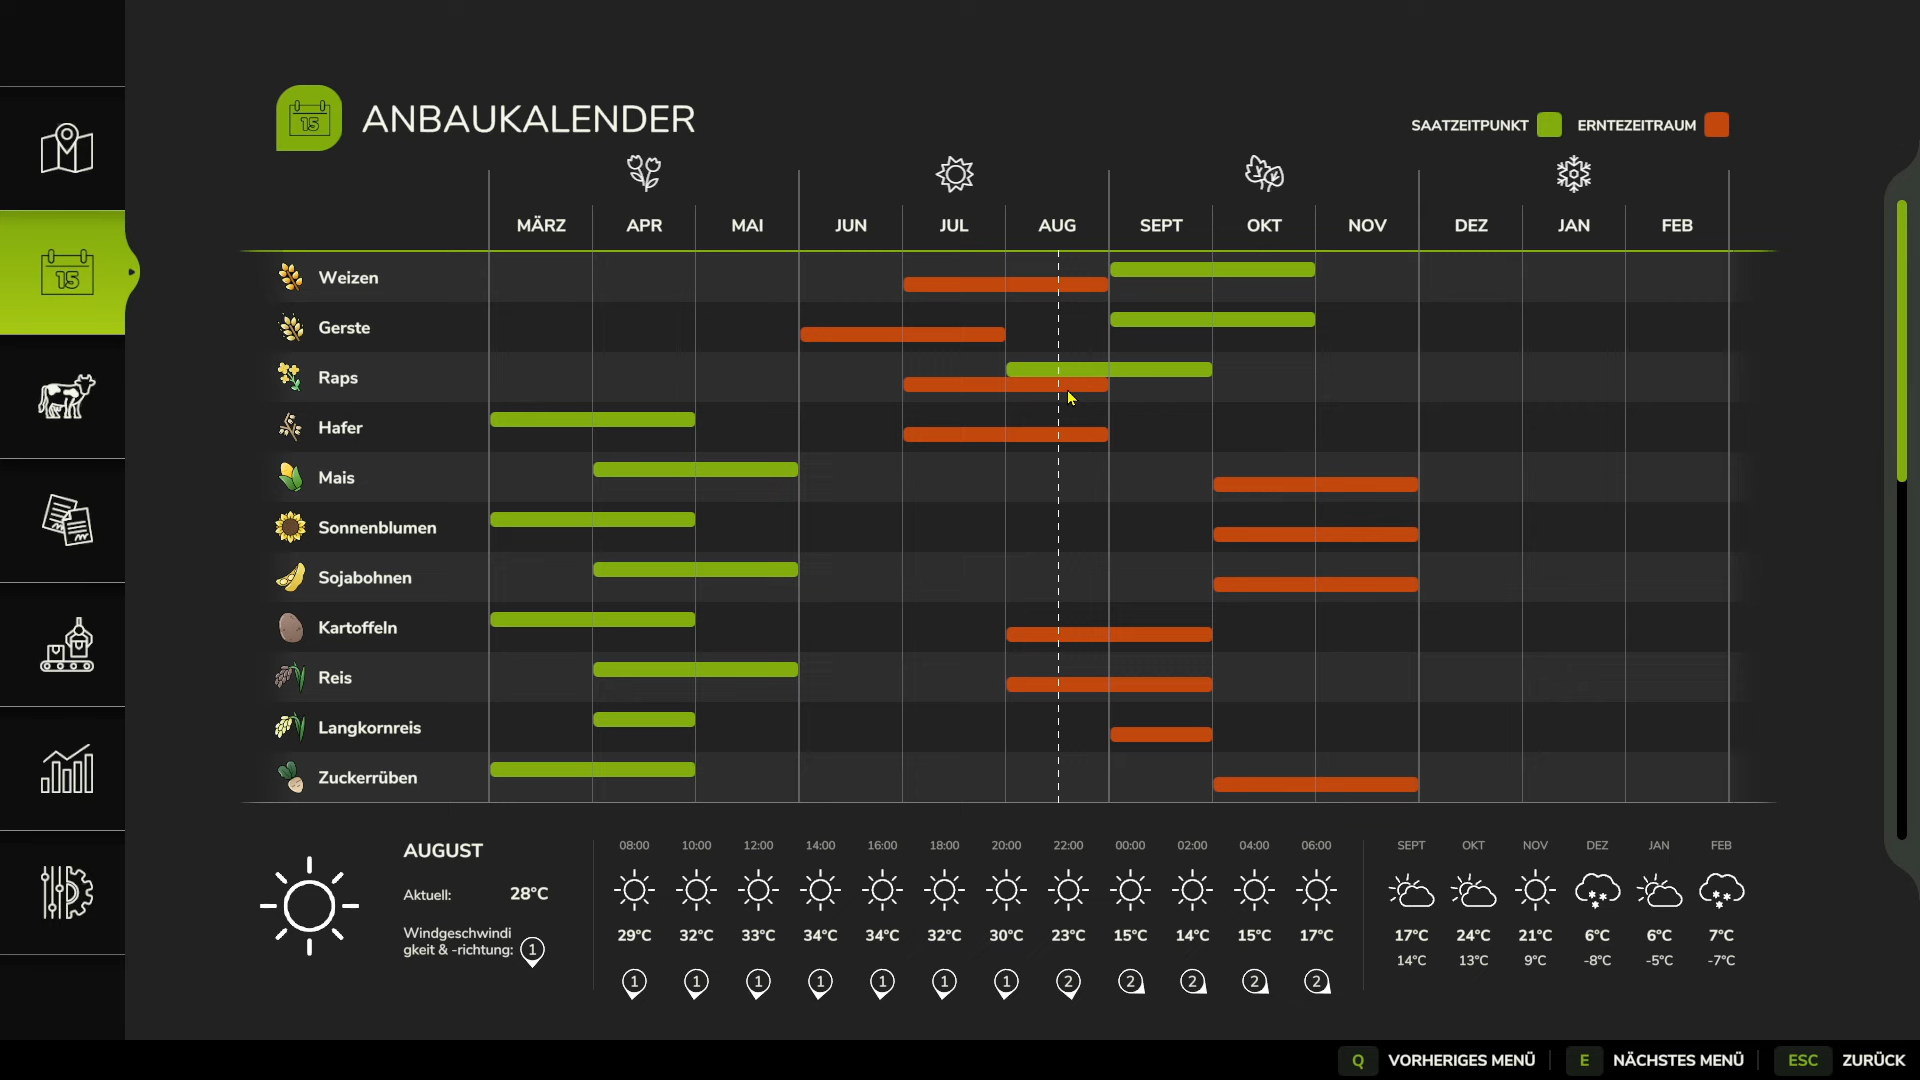 15
ANBAUKALENDER
SAATZEITPUNKT
ERNTEZEITRAUM
MÄRZ APR MAI JUN JUL AUG SEPT OKT NOV DEZ JAN FEB
15
Weizen
Gerste
Raps
Hafer
Mais
Sonnenblumen
Sojabohnen
Kartoffeln
Reis
Langkornreis
Zuckerrüben
AUGUST
Aktuell: 28°C
Windgeschwindi
gkeit & -richtung: 1
08:00 10:00 12:00 14:00 16:00 18:00 20:00 22:00 00:00 02:00 04:00 06:00
29°C 32°C 33°C 34°C 34°C 32°C 30°C 23°C 15°C 14°C 15°C 17°C
1 1 1 1 1 1 1 2 2 2 2 2
SEPT OKT NOV DEZ JAN FEB
17°C 24°C 21°C 6°C 6°C 7°C
14°C 13°C 9°C -8°C -5°C -7°C
Q VORHERIGES MENÜ E NÄCHSTES MENÜ ESC ZURÜCK